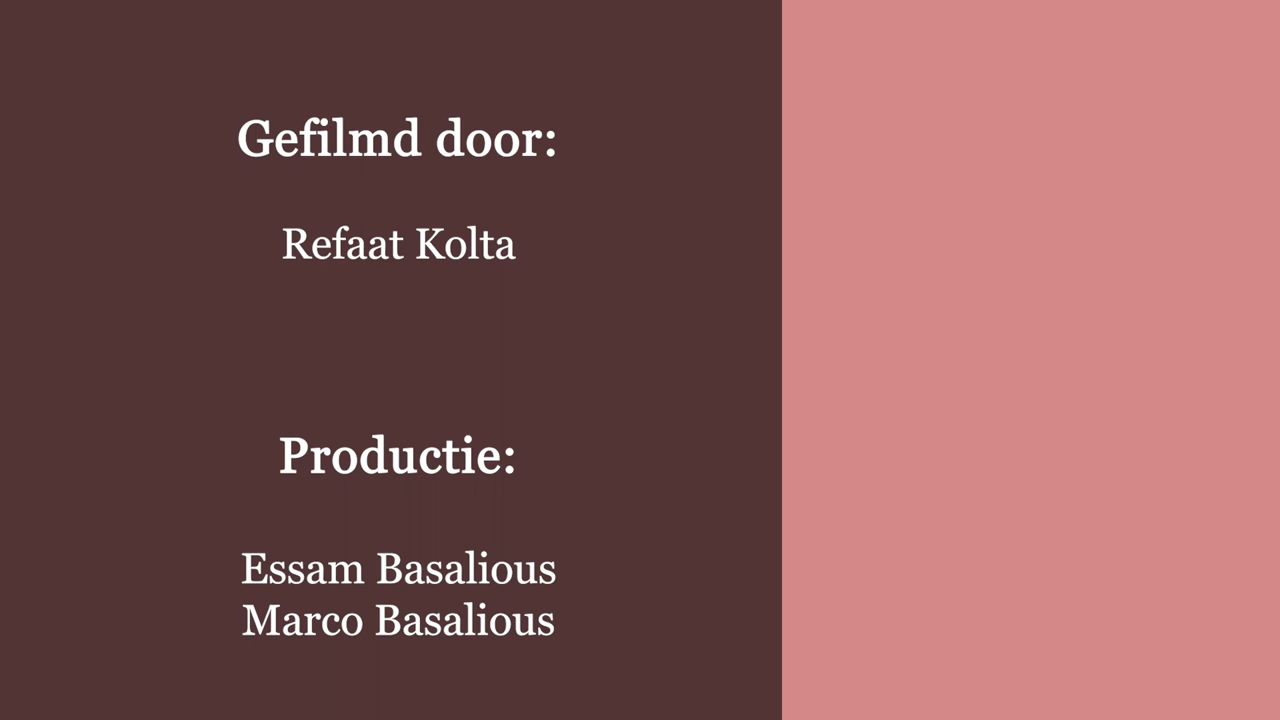 Gefilmd door:
Refaat Kolta
Productie:
Essam Basalious
Marco Basalious